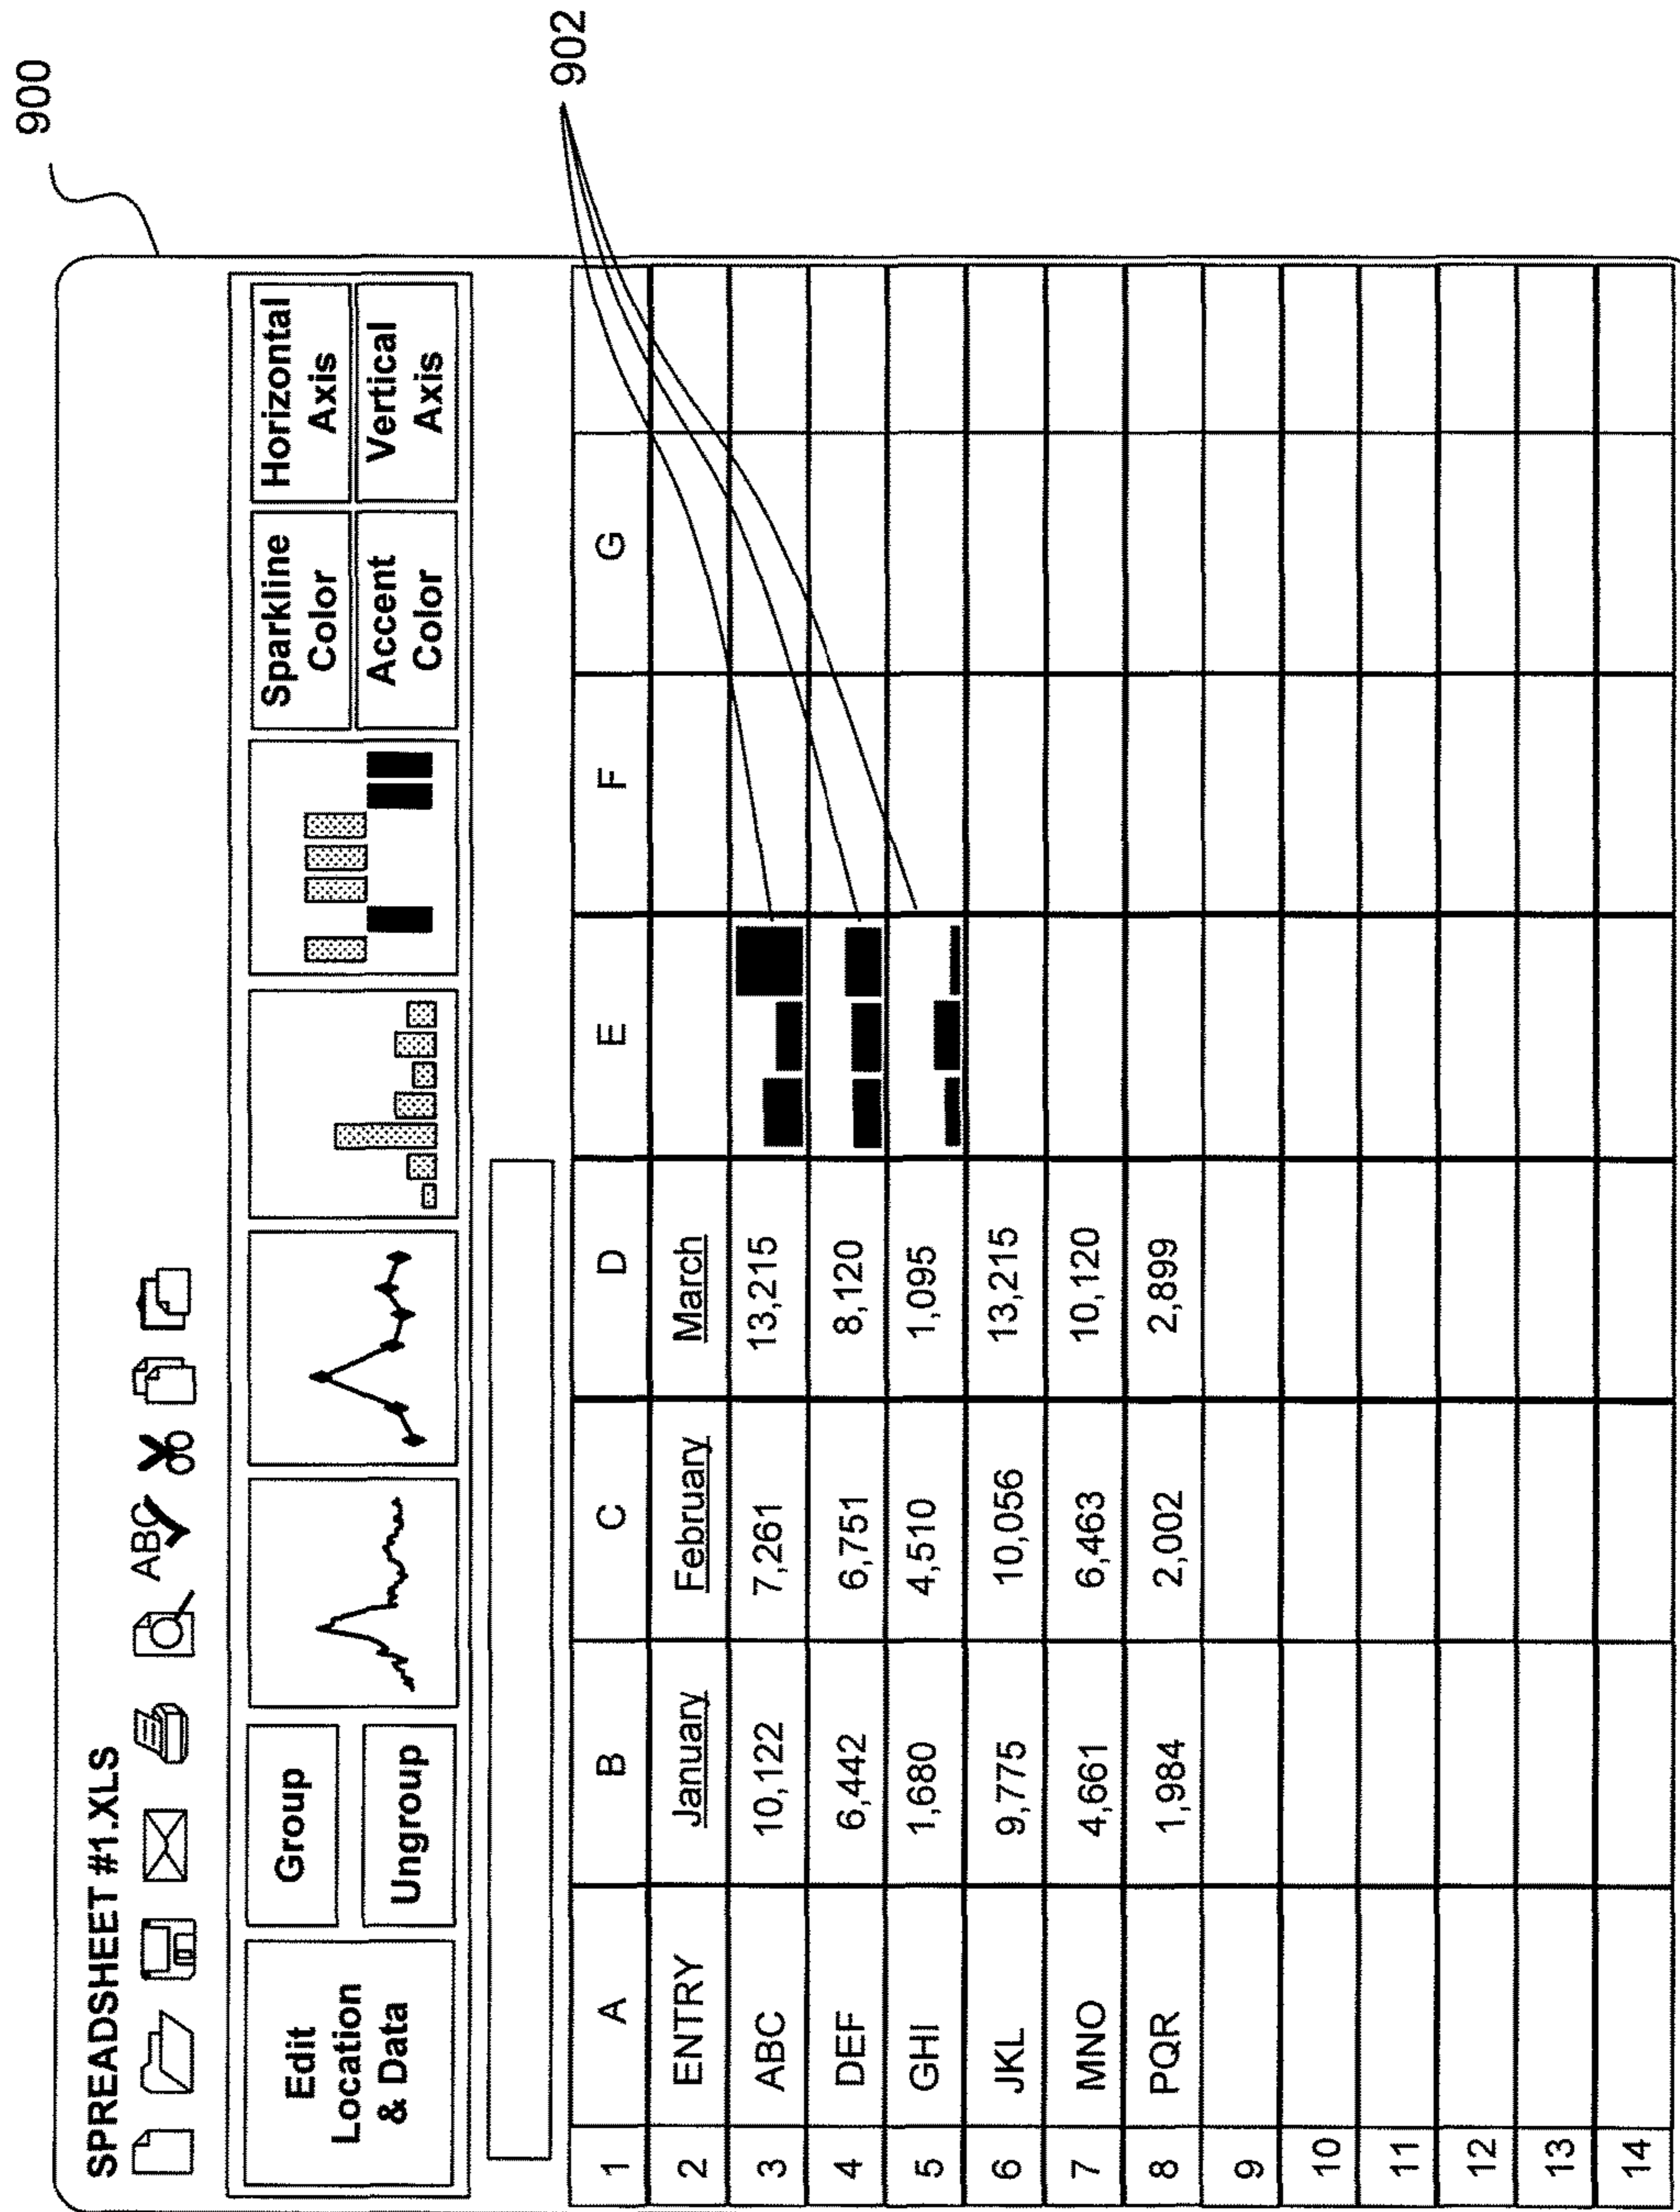 900
SPREADSHEET #1.XLS
ABC
Edit Location & Data
Group
Ungroup
Sparkline Color
Accent Color
Horizontal Axis
Vertical Axis
902
1 A B C D E F G
2 ENTRY January February March
3 ABC 10,122 7,261 13,215
4 DEF 6,442 6,751 8,120
5 GHI 1,680 4,510 1,095
6 JKL 9,775 10,056 13,215
7 MNO 4,661 6,463 10,120
8 PQR 1,984 2,002 2,899
9
10
11
12
13
14